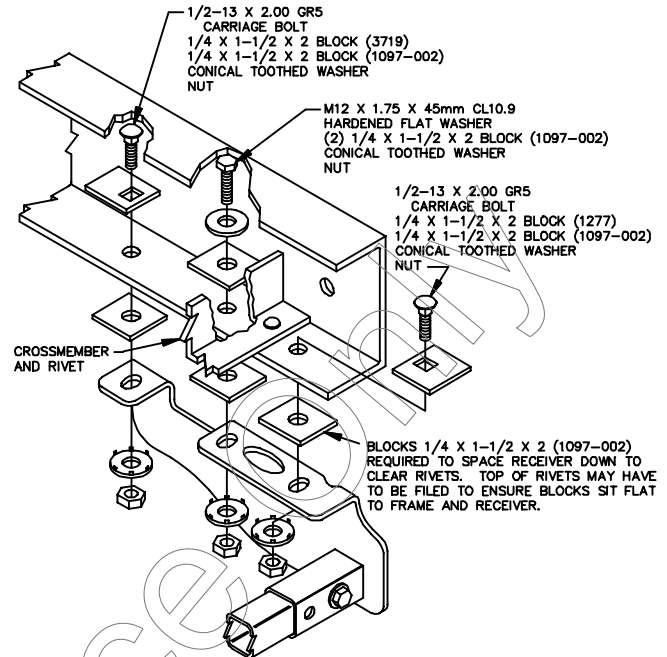 1/2-13 X 2.00 GR5
CARRIAGE BOLT
1/4 X 1-1/2 X 2 BLOCK (3719)
1/4 X 1-1/2 X 2 BLOCK (1097-002)
CONICAL TOOTHED WASHER
NUT
M12 X 1.75 X 45mm CL10.9
HARDENED FLAT WASHER
(2) 1/4 X 1-1/2 X 2 BLOCK (1097-002)
CONICAL TOOTHED WASHER
NUT
1/2-13 X 2.00 GR5
CARRIAGE BOLT
1/4 X 1-1/2 X 2 BLOCK (1277)
1/4 X 1-1/2 X 2 BLOCK (1097-002)
CONICAL TOOTHED WASHER
NUT
CROSSMEMBER
AND RIVET
BLOCKS 1/4 X 1-1/2 X 2 (1097-002)
REQUIRED TO SPACE RECEIVER DOWN TO
CLEAR RIVETS. TOP OF RIVETS MAY HAVE
TO BE FILED TO ENSURE BLOCKS SIT FLAT
TO FRAME AND RECEIVER.